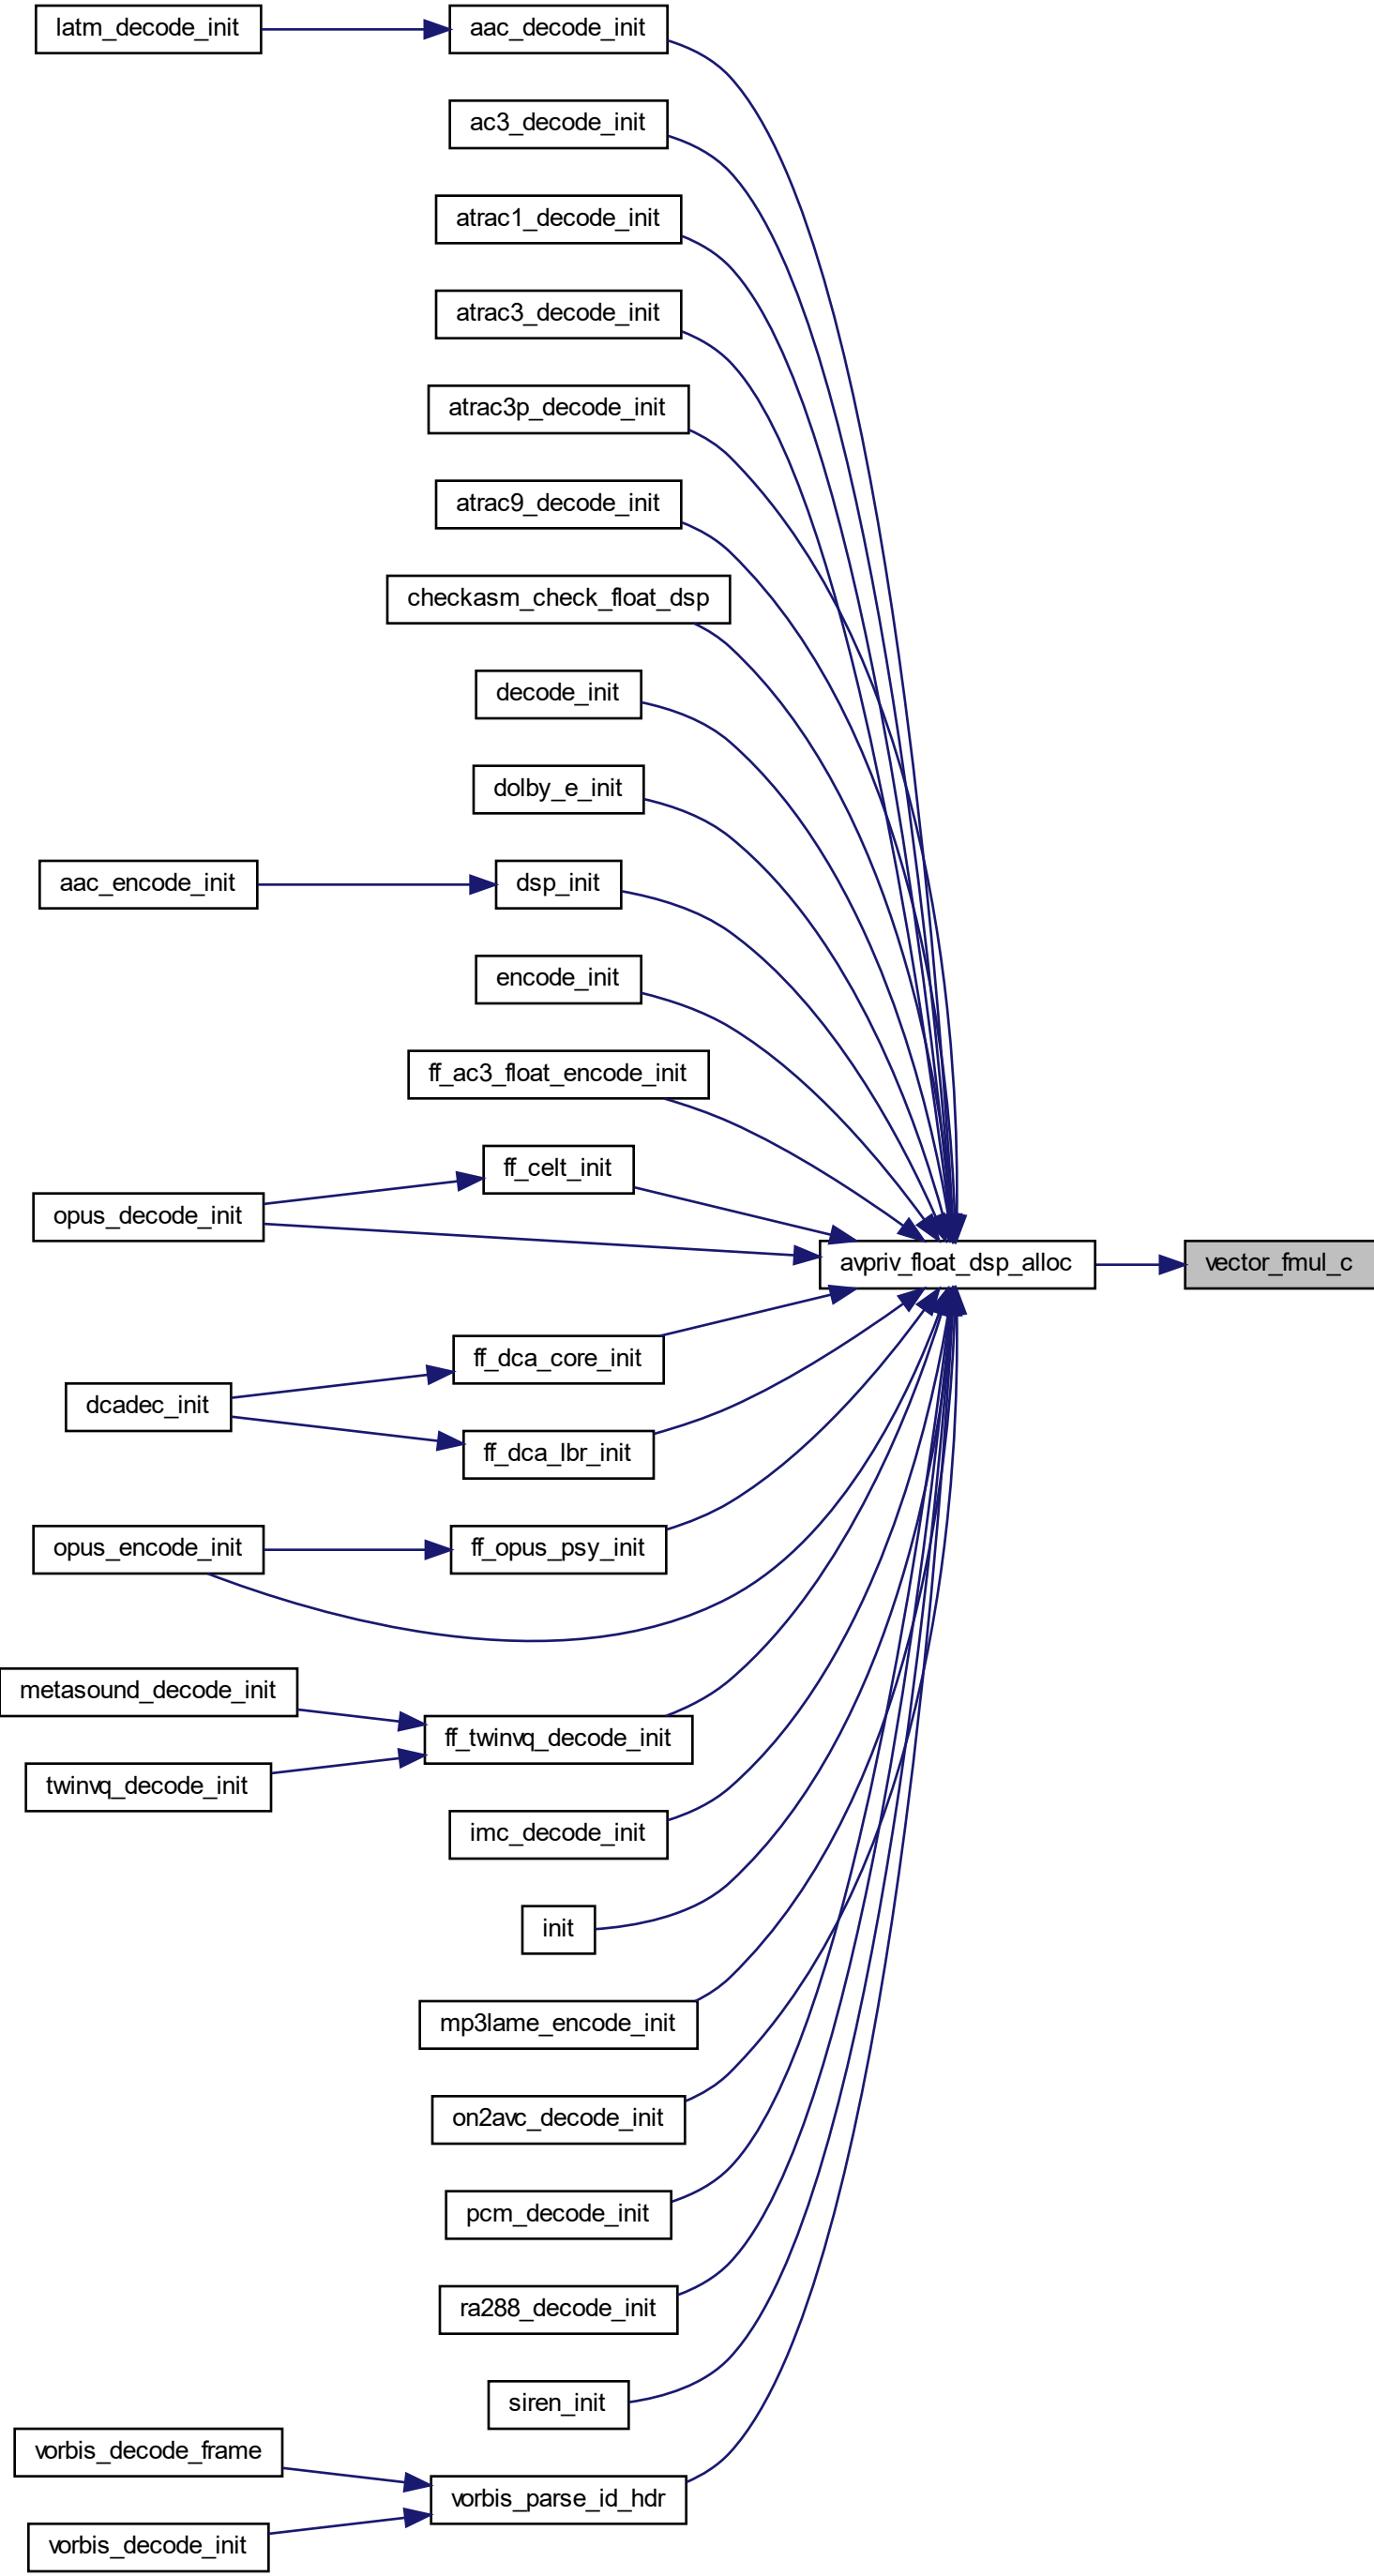 latm_decode_init
aac_decode_init
ac3_decode_init
atrac1_decode_init
atrac3_decode_init
atrac3p_decode_init
atrac9_decode_init
checkasm_check_float_dsp
decode_init
dolby_e_init
aac_encode_init
dsp_init
encode_init
ff_ac3_float_encode_init
ff_celt_init
opus_decode_init
avpriv_float_dsp_alloc
vector_fmul_c
ff_dca_core_init
dcadec_init
ff_dca_lbr_init
opus_encode_init
ff_opus_psy_init
metasound_decode_init
ff_twinvq_decode_init
twinvq_decode_init
imc_decode_init
init
mp3lame_encode_init
on2avc_decode_init
pcm_decode_init
ra288_decode_init
siren_init
vorbis_decode_frame
vorbis_parse_id_hdr
vorbis_decode_init